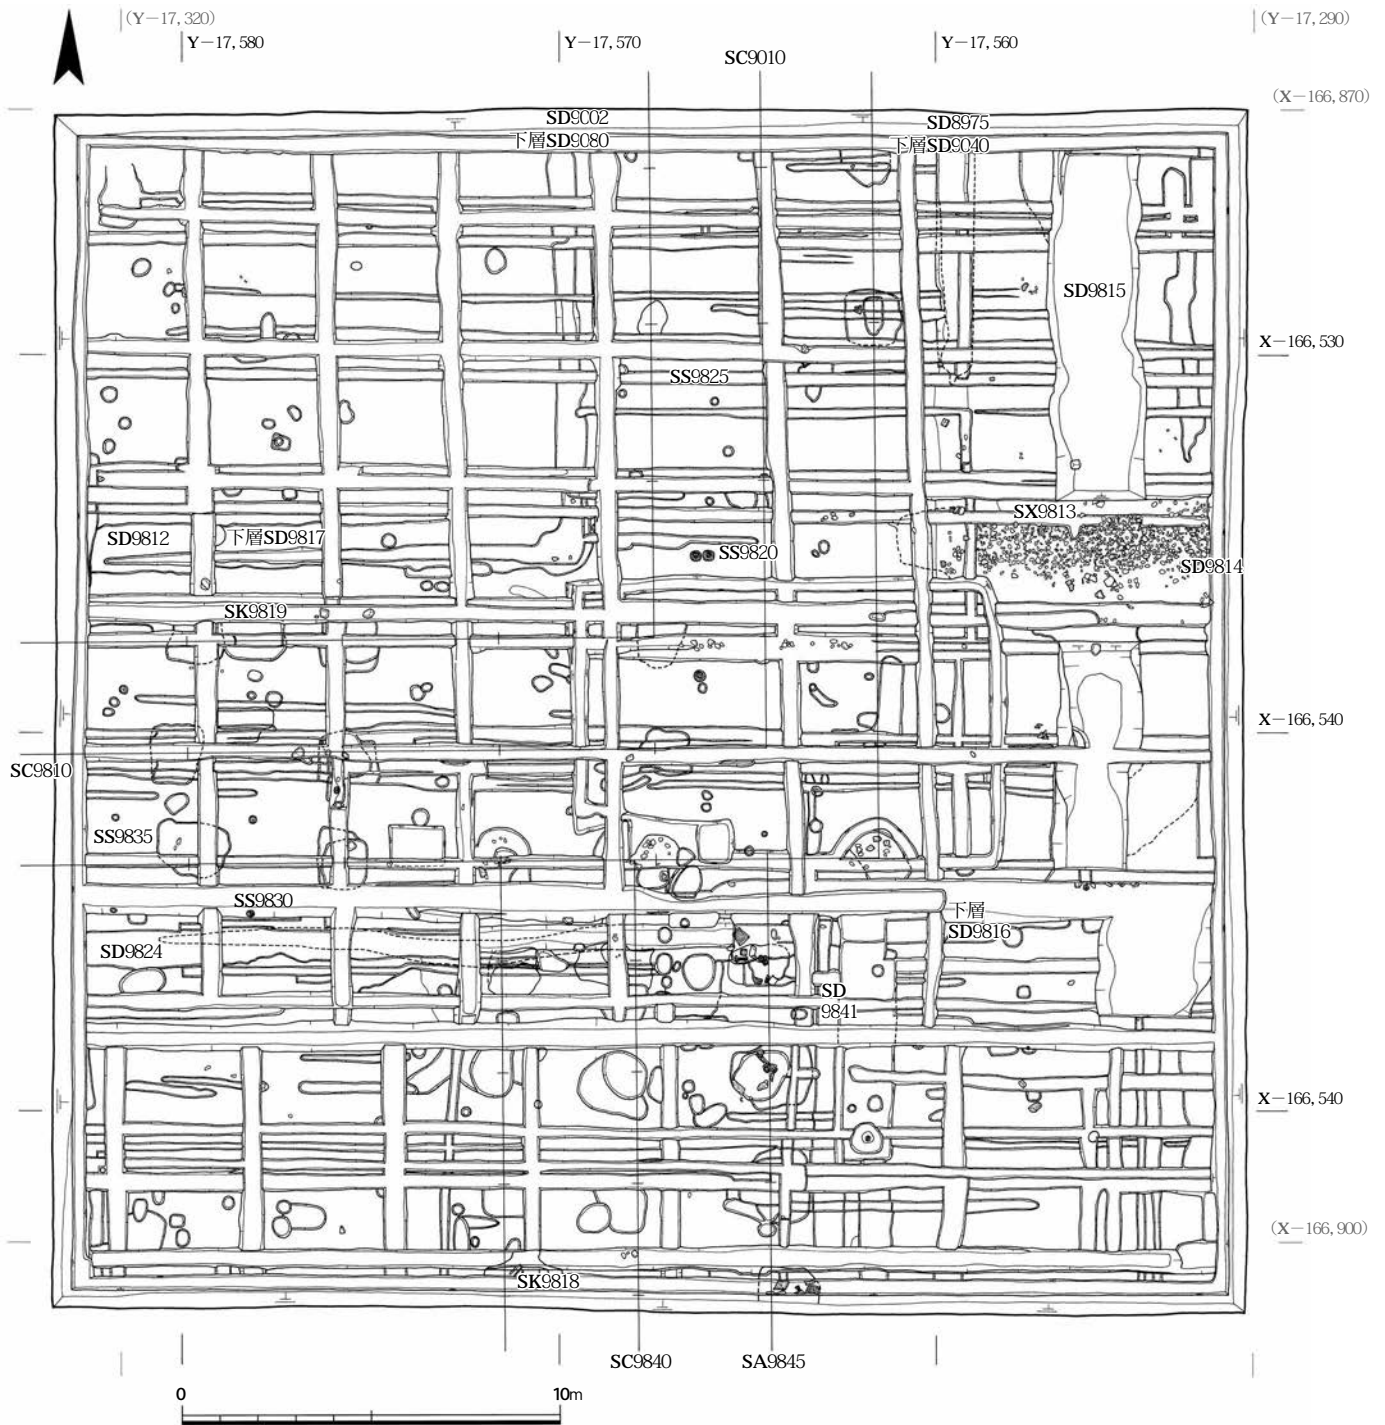 (Y−17,320)
(Y−17,290)
Y−17,580
Y−17,570
Y−17,560
SC9010
(X−166,870)
SD9002
SD8975
下層SD9080
下層SD9040
SD9815
X−166,530
SS9825
SX9813
SD9812
下層SD9817
SS9820
SD9814
SK9819
X−166,540
SC9810
SS9835
SS9830
下層
SD9816
SD9824
SD
9841
X−166,540
(X−166,900)
SK9818
SC9840
SA9845
0
10m